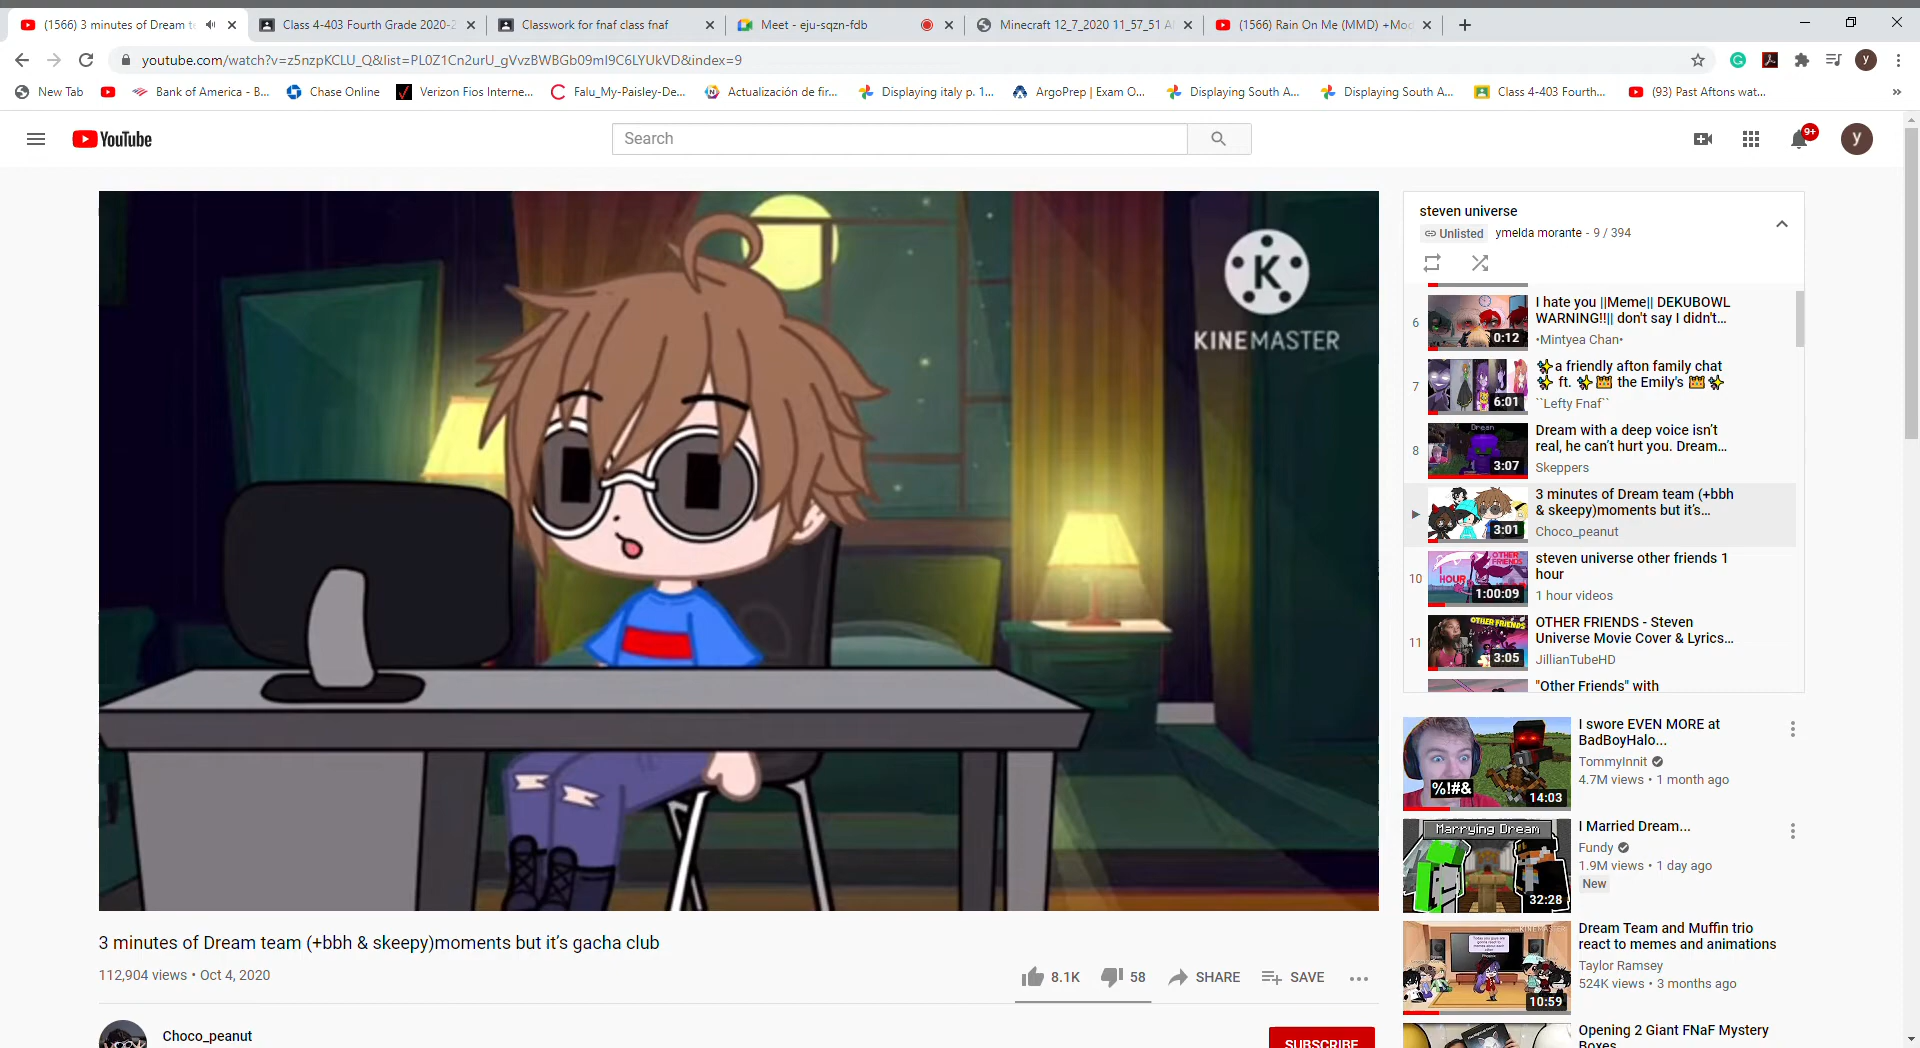 (1566) 3 minutes of Dream te
Class 4-403 Fourth Grade 2020-2
Classwork for fnaf class fnaf
Meet - eju-sqzn-fdb
Minecraft 12_7_2020 11_57_51 A
(1566) Rain On Me (MMD) +Mod
youtube.com/watch?v=z5nzpKCLU_Q&list=PL0Z1Cn2urU_gVvzBWBGb09mI9C6LYUkVD&index=9
y
New Tab
Bank of America - B...
Chase Online
Verizon Fios Interne...
Falu_My-Paisley-De...
Actualización de fir...
Displaying italy p. 1...
ArgoPrep | Exam O...
Displaying South A...
Displaying South A...
Class 4-403 Fourth...
(93) Past Aftons wat...
YouTube
Search
9+
y
K
KINEMASTER
steven universe
Unlisted ymelda morante - 9 / 394
6
I hate you ||Meme|| DEKUBOWL
WARNING!!|| don't say I didn't...
•Mintyea Chan•
0:12
7
✨a friendly afton family chat
✨ ft. ✨👑 the Emily's 👑✨
``Lefty Fnaf``
6:01
8
Dream with a deep voice isn't
real, he can't hurt you. Dream...
Skeppers
Drean
3:07
3 minutes of Dream team (+bbh
& skeepy)moments but it's...
Choco_peanut
3:01
10
steven universe other friends 1
hour
1 hour videos
OTHER
FRIENDS
1
HOUR
1:00:09
11
OTHER FRIENDS - Steven
Universe Movie Cover & Lyrics...
JillianTubeHD
OTHER FRIENDS
3:05
"Other Friends" with
I swore EVEN MORE at
BadBoyHalo...
TommyInnit
4.7M views • 1 month ago
%!#&
14:03
I Married Dream...
Fundy
1.9M views • 1 day ago
New
Marrying Dream
32:28
Dream Team and Muffin trio
react to memes and animations
Taylor Ramsey
524K views • 3 months ago
10:59
Opening 2 Giant FNaF Mystery
Boxes
3 minutes of Dream team (+bbh & skeepy)moments but it's gacha club
112,904 views • Oct 4, 2020
8.1K
58
SHARE
SAVE
Choco_peanut
SUBSCRIBE